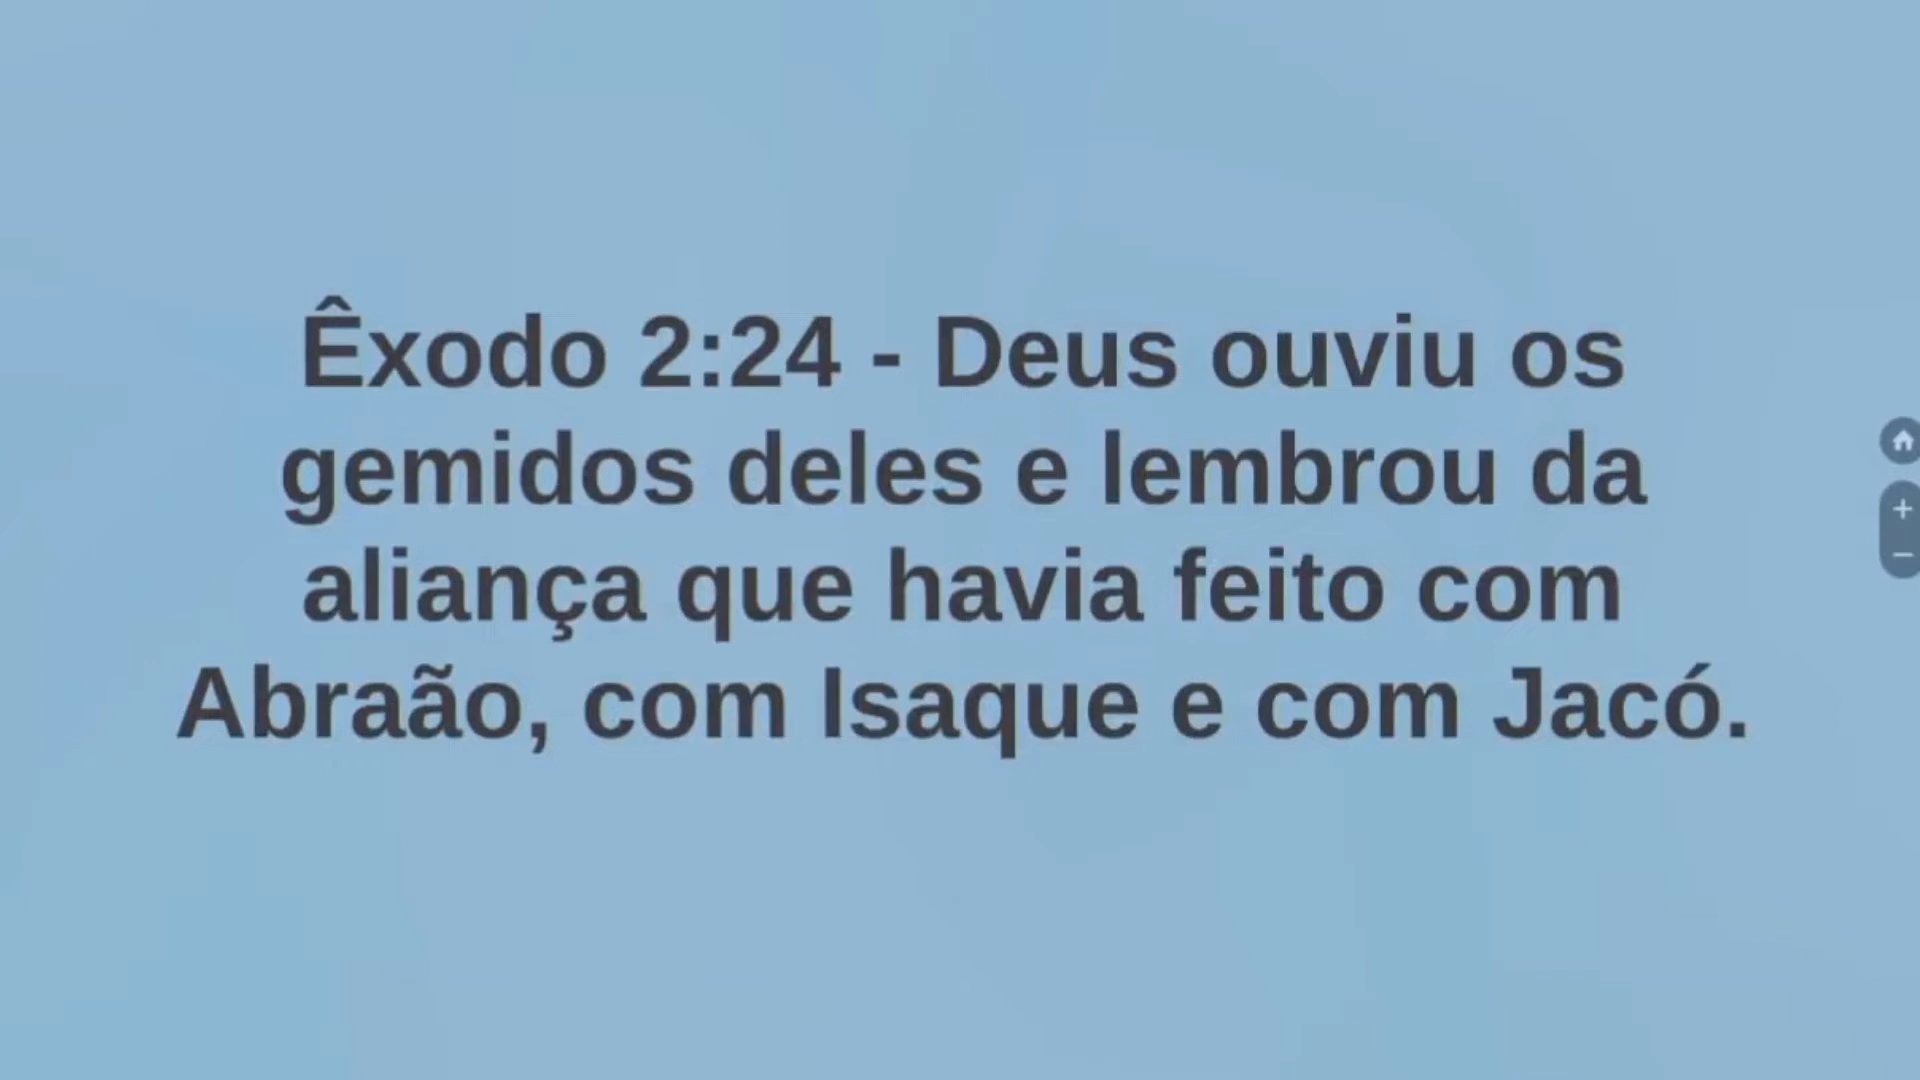 Êxodo 2:24 - Deus ouviu os
gemidos deles e lembrou da
aliança que havia feito com
Abraão, com Isaque e com Jacó.